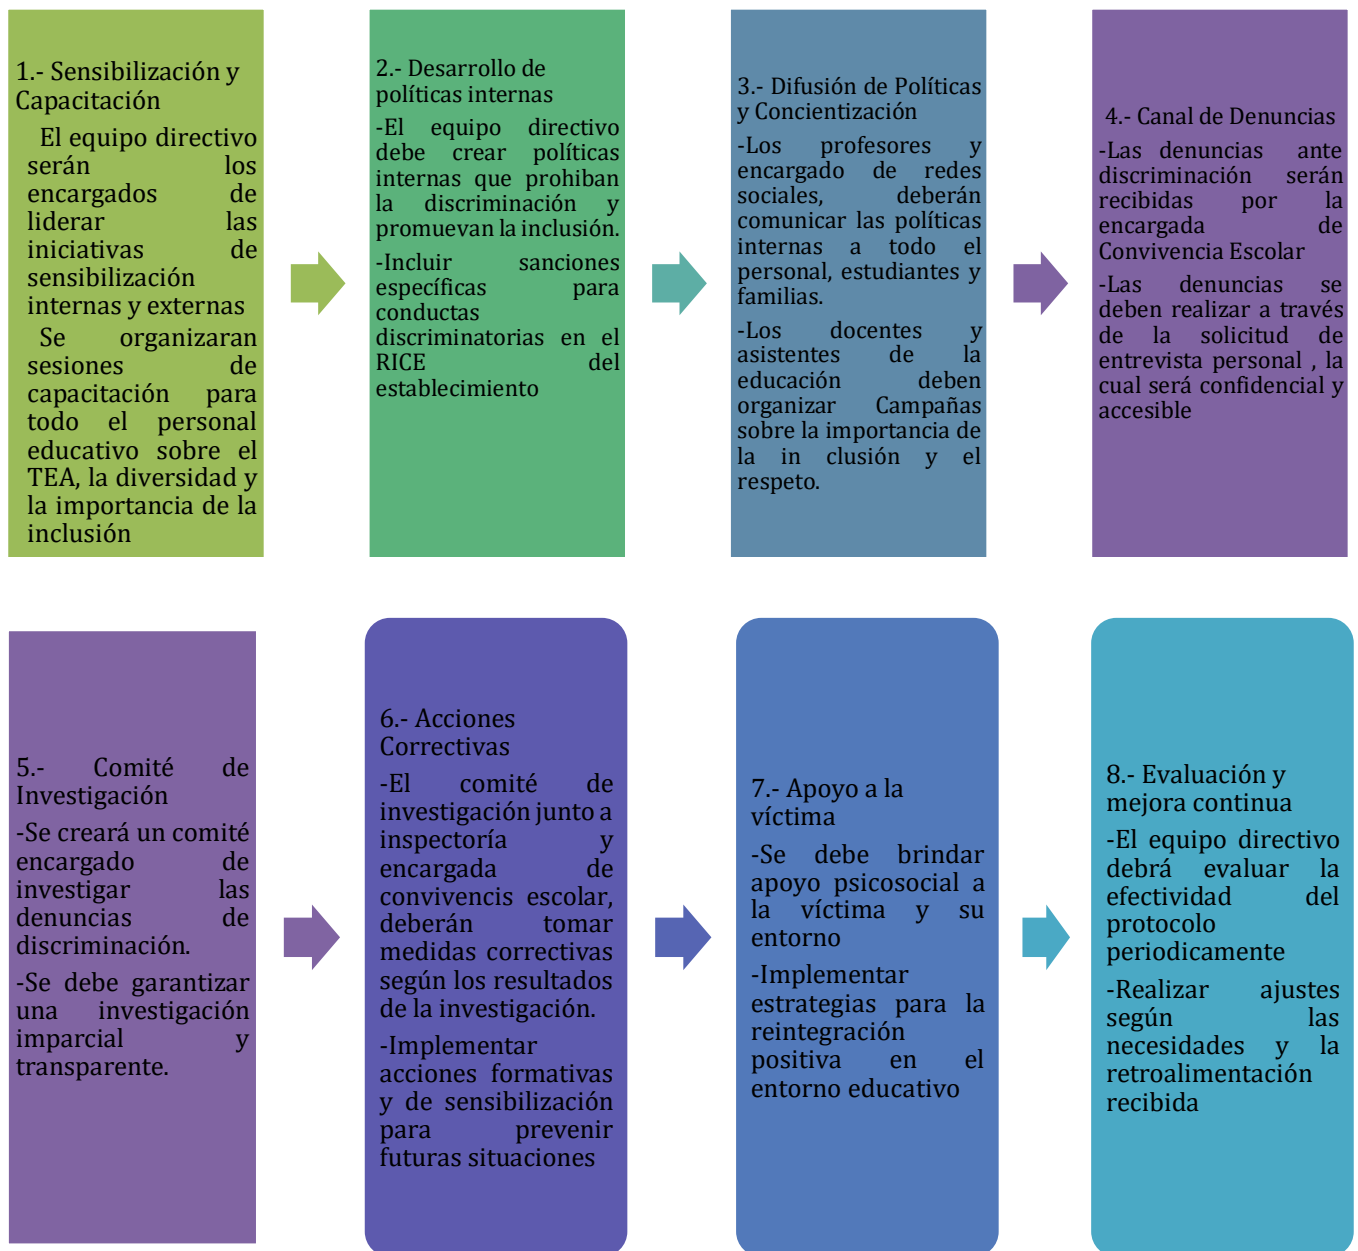 1.- Sensibilización y
Capacitación
El equipo directivo
serán los
encargados de
liderar las
iniciativas de
sensibilización
internas y externas
Se organizaran
sesiones de
capacitación para
todo el personal
educativo sobre el
TEA, la diversidad y
la importancia de la
inclusión
2.- Desarrollo de
políticas internas
-El equipo directivo
debe crear políticas
internas que prohiban
la discriminación y
promuevan la inclusión.
-Incluir sanciones
específicas para
conductas
discriminatorias en el
RICE del
establecimiento
3.- Difusión de Políticas
y Concientización
-Los profesores y
encargado de redes
sociales, deberán
comunicar las políticas
internas a todo el
personal, estudiantes y
familias.
-Los docentes y
asistentes de la
educación deben
organizar Campañas
sobre la importancia de
la in clusión y el
respeto.
4.- Canal de Denuncias
-Las denuncias ante
discriminación serán
recibidas por la
encargada de
Convivencia Escolar
-Las denuncias se
deben realizar a través
de la solicitud de
entrevista personal , la
cual será confidencial y
accesible
5.- Comité de
Investigación
-Se creará un comité
encargado de
investigar las
denuncias de
discriminación.
-Se debe garantizar
una investigación
imparcial y
transparente.
6.- Acciones
Correctivas
-El comité de
investigación junto a
inspectoría y
encargada de
convivencis escolar,
deberán tomar
medidas correctivas
según los resultados
de la investigación.
-Implementar
acciones formativas
y de sensibilización
para prevenir
futuras situaciones
7.- Apoyo a la
víctima
-Se debe brindar
apoyo psicosocial a
la víctima y su
entorno
-Implementar
estrategias para la
reintegración
positiva en el
entorno educativo
8.- Evaluación y
mejora continua
-El equipo directivo
debrá evaluar la
efectividad del
protocolo
periodicamente
-Realizar ajustes
según las
necesidades y la
retroalimentación
recibida